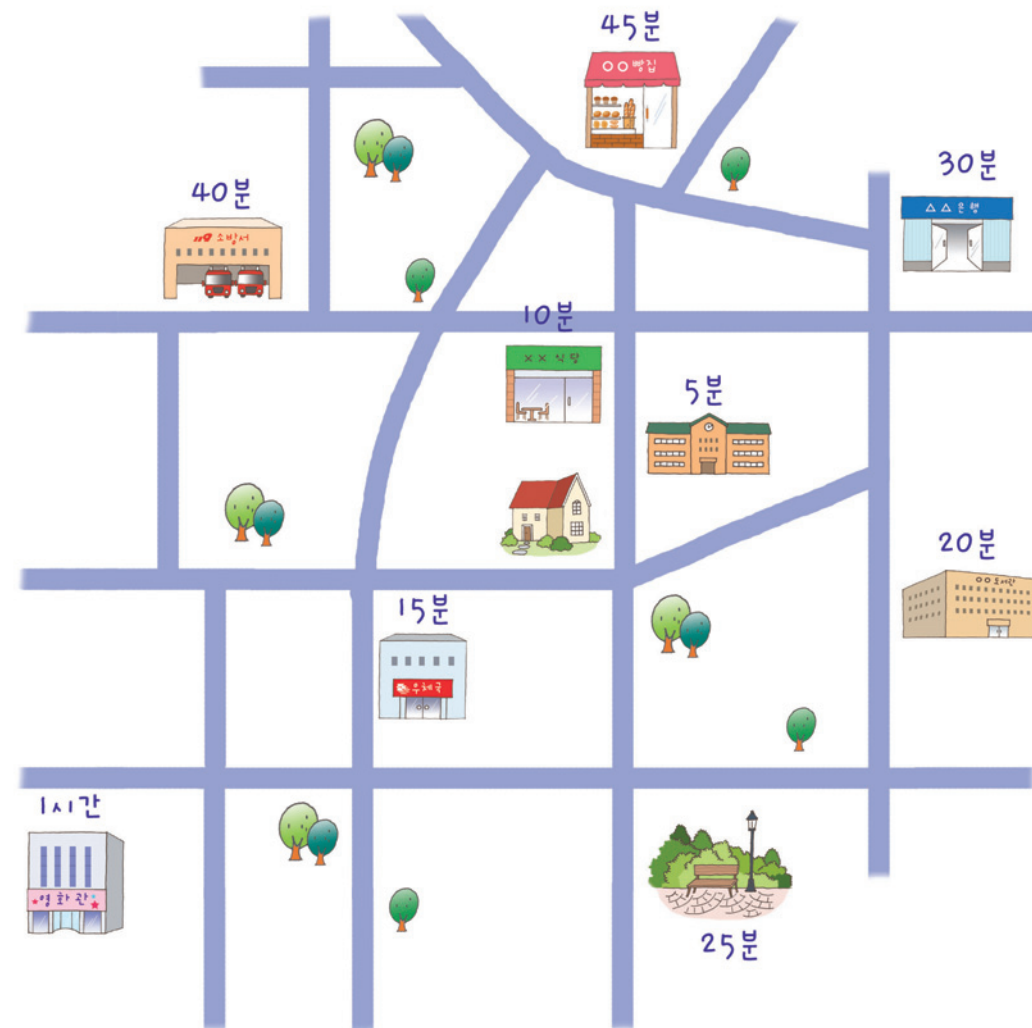 45분
○○빵집
40분
소방서
30분
△△은행
10분
××식당
5분
20분
○○도서관
15분
우체국
1시간
영화관
25분